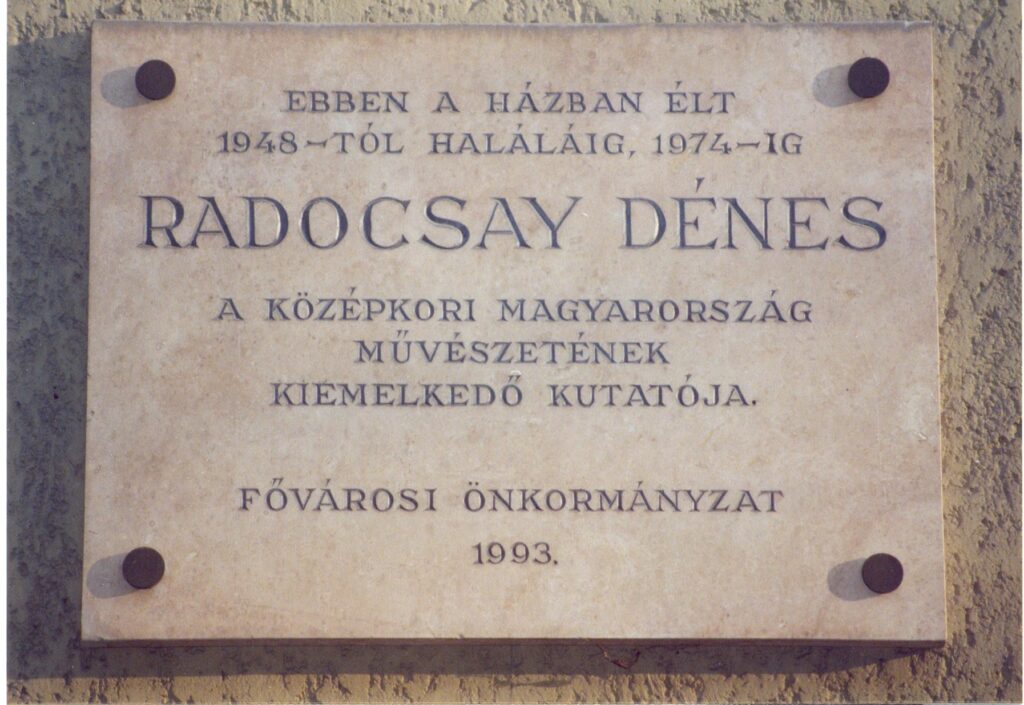 EBBEN A HÁZBAN ÉLT
1948-TÓL HALÁLÁIG, 1974-IG
RADOCSAY DÉNES
A KÖZÉPKORI MAGYARORSZÁG
MŰVÉSZETÉNEK
KIEMELKEDŐ KUTATÓJA.
FŐVÁROSI ÖNKORMÁNYZAT
1993.